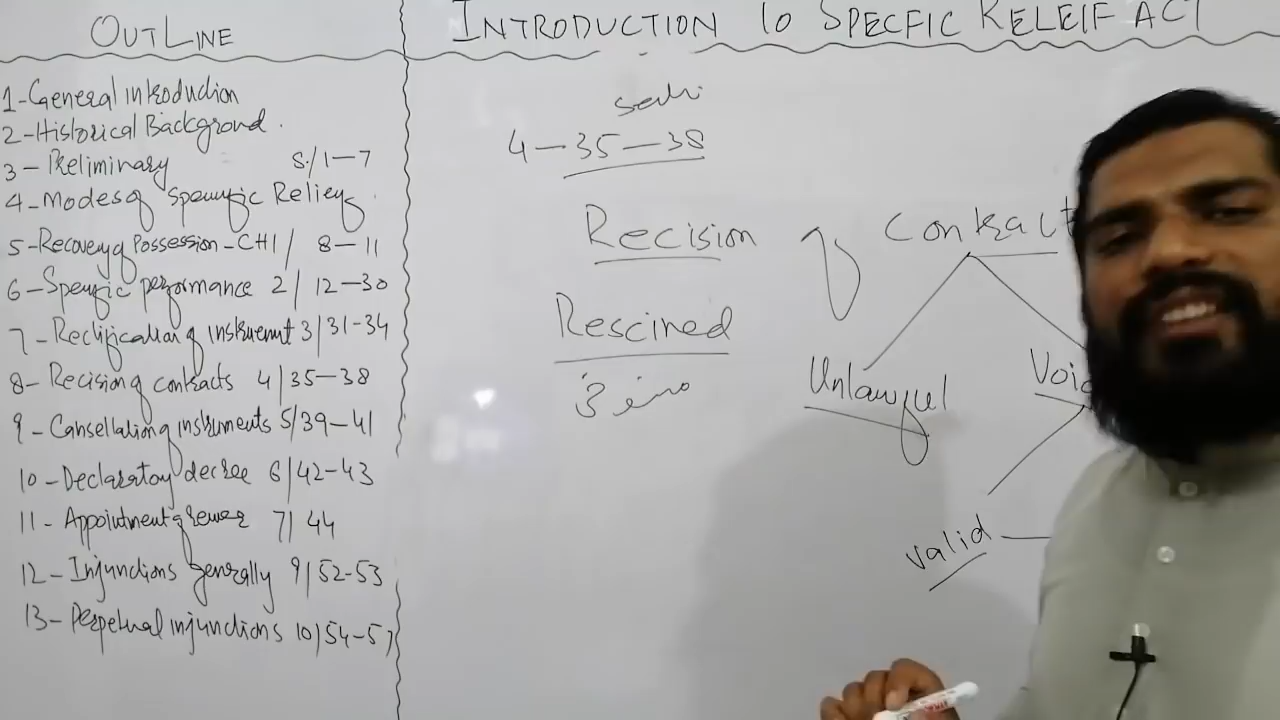 OUTLINE
1-General introduction
2-Historical Backgrond.
3-Preliminary S./1-7
4-Modes of Specific Relief
5-Recovery of Possession-CH1/ 8-11
6-Specific performance 2/ 12-30
7-Rectification of instruemnt 3/31-34
8-Recision of contracts 4/35-38
9-Cansellation of instruments 5/39-41
10-Declaratory decree 6/42-43
11-Appointment of 7/44
12-Injunctions generally 9/52-53
13-Perpetual injunctions 10/54-57
INTRODUCTION TO SPECFIC RELEIF ACT
4-35-38
Recision
Rescined
Contract
Unlawful
Void
valid